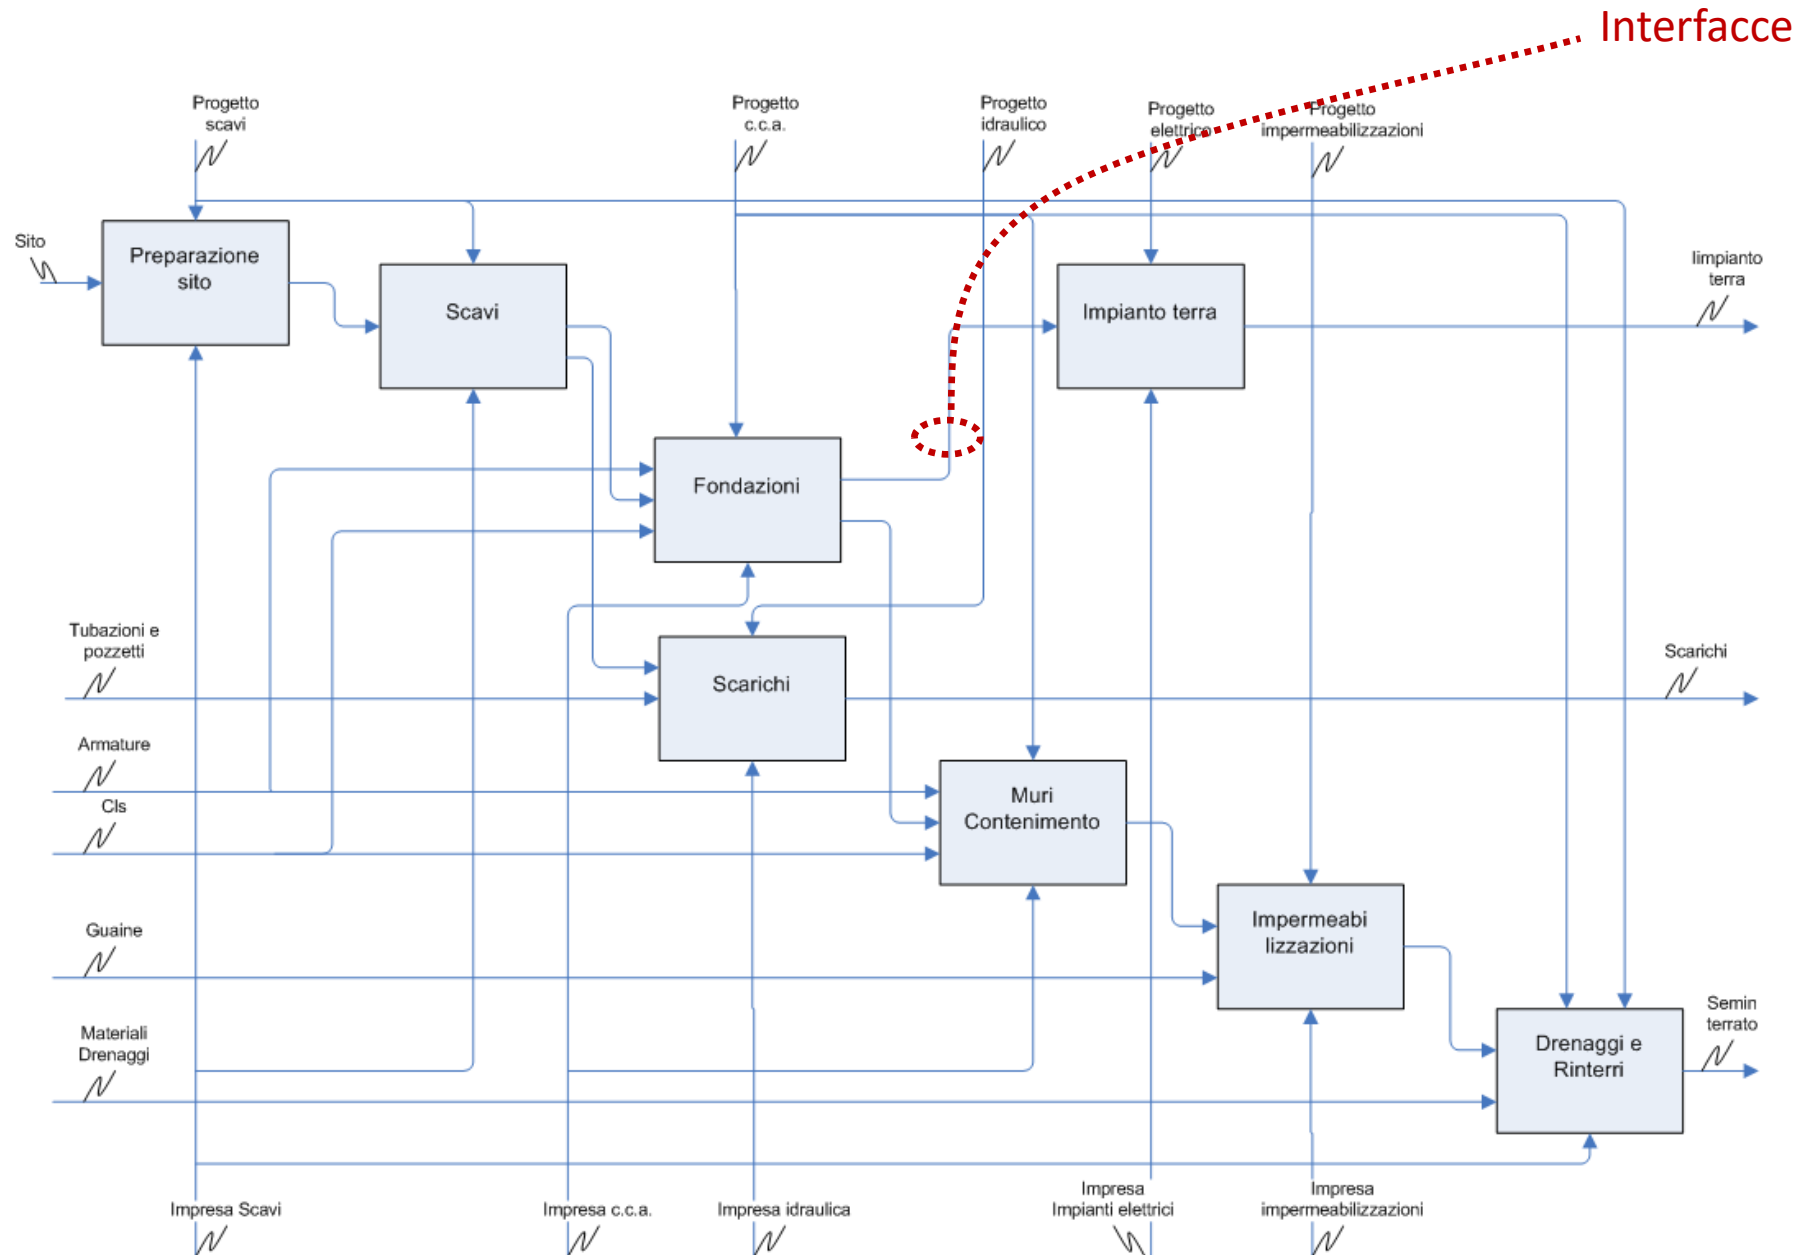 Interfacce
Progetto
scavi
Progetto
c.c.a.
Progetto
idraulico
Progetto
elettrico
Progetto
impermeabilizzazioni
Sito
Preparazione
sito
Scavi
Impianto terra
Iimpianto
terra
Fondazioni
Tubazioni e
pozzetti
Scarichi
Scarichi
Armature
Cls
Muri
Contenimento
Guaine
Impermeabi
lizzazioni
Materiali
Drenaggi
Drenaggi e
Rinterri
Semin
terrato
Impresa Scavi
Impresa c.c.a.
Impresa idraulica
Impresa
Impianti elettrici
Impresa
impermeabilizzazioni